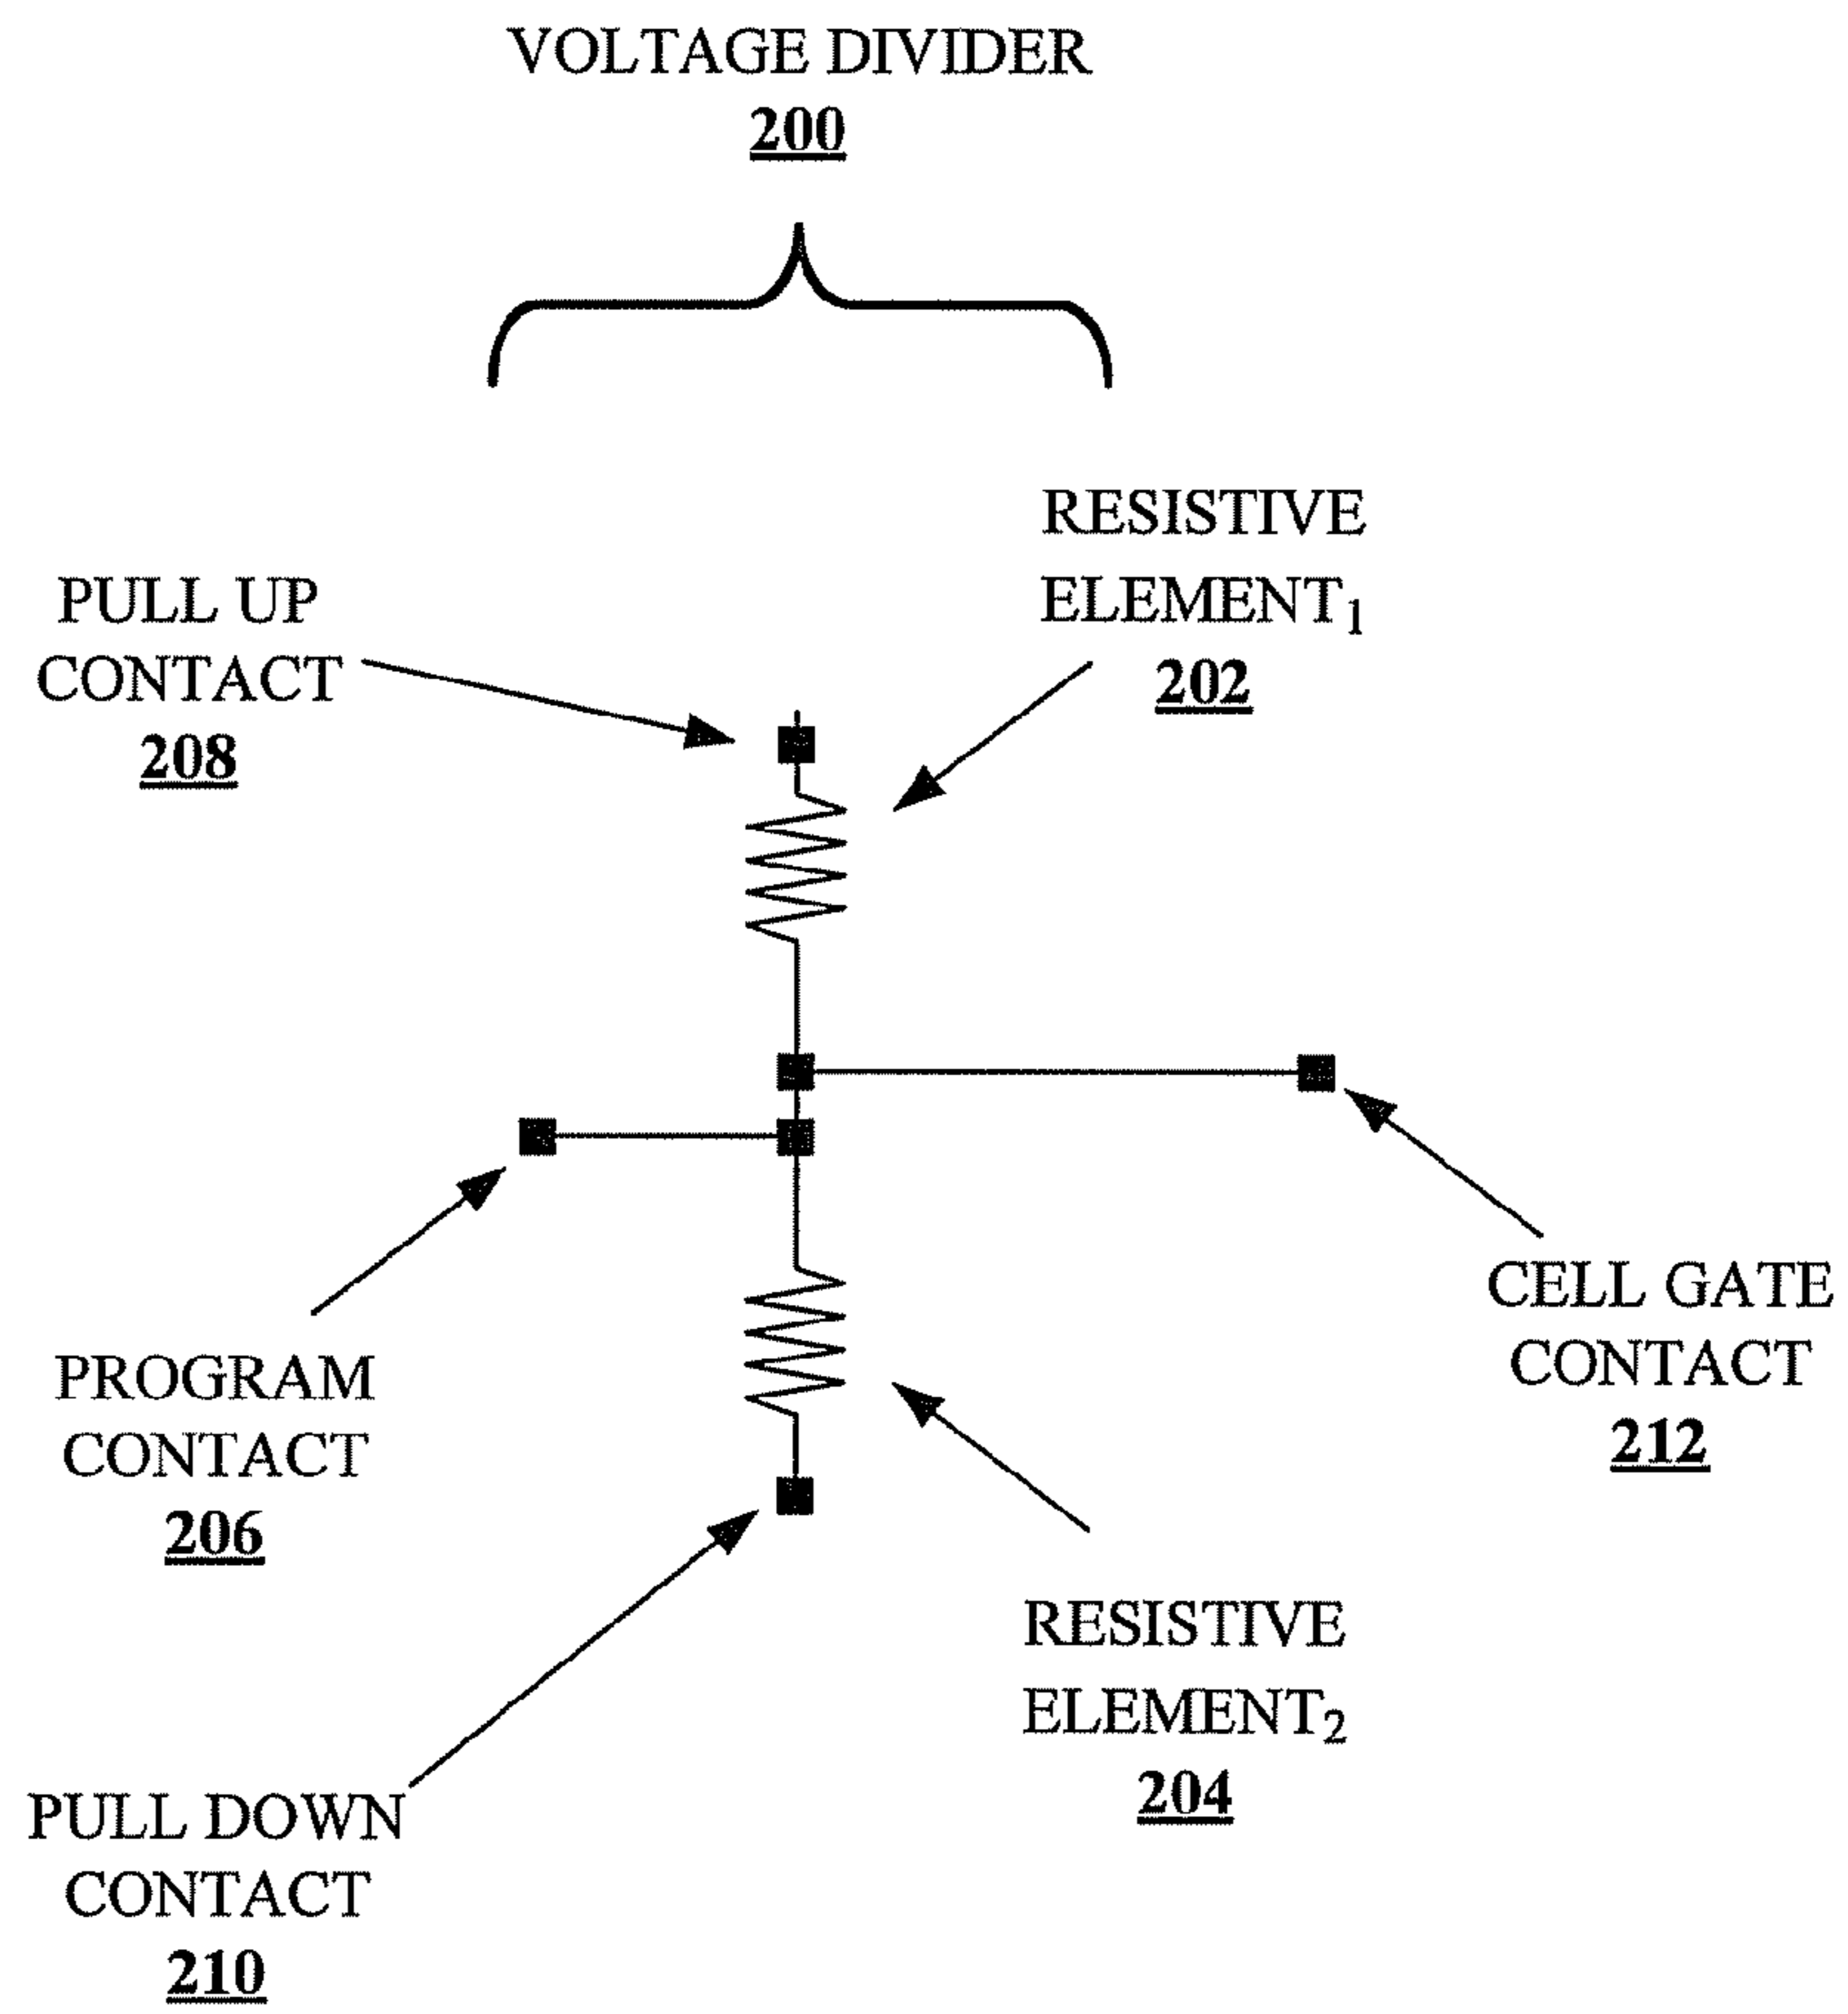 VOLTAGE DIVIDER
200
RESISTIVE
ELEMENT1
202
PULL UP
CONTACT
208
CELL GATE
CONTACT
212
PROGRAM
CONTACT
206
RESISTIVE
ELEMENT2
204
PULL DOWN
CONTACT
210